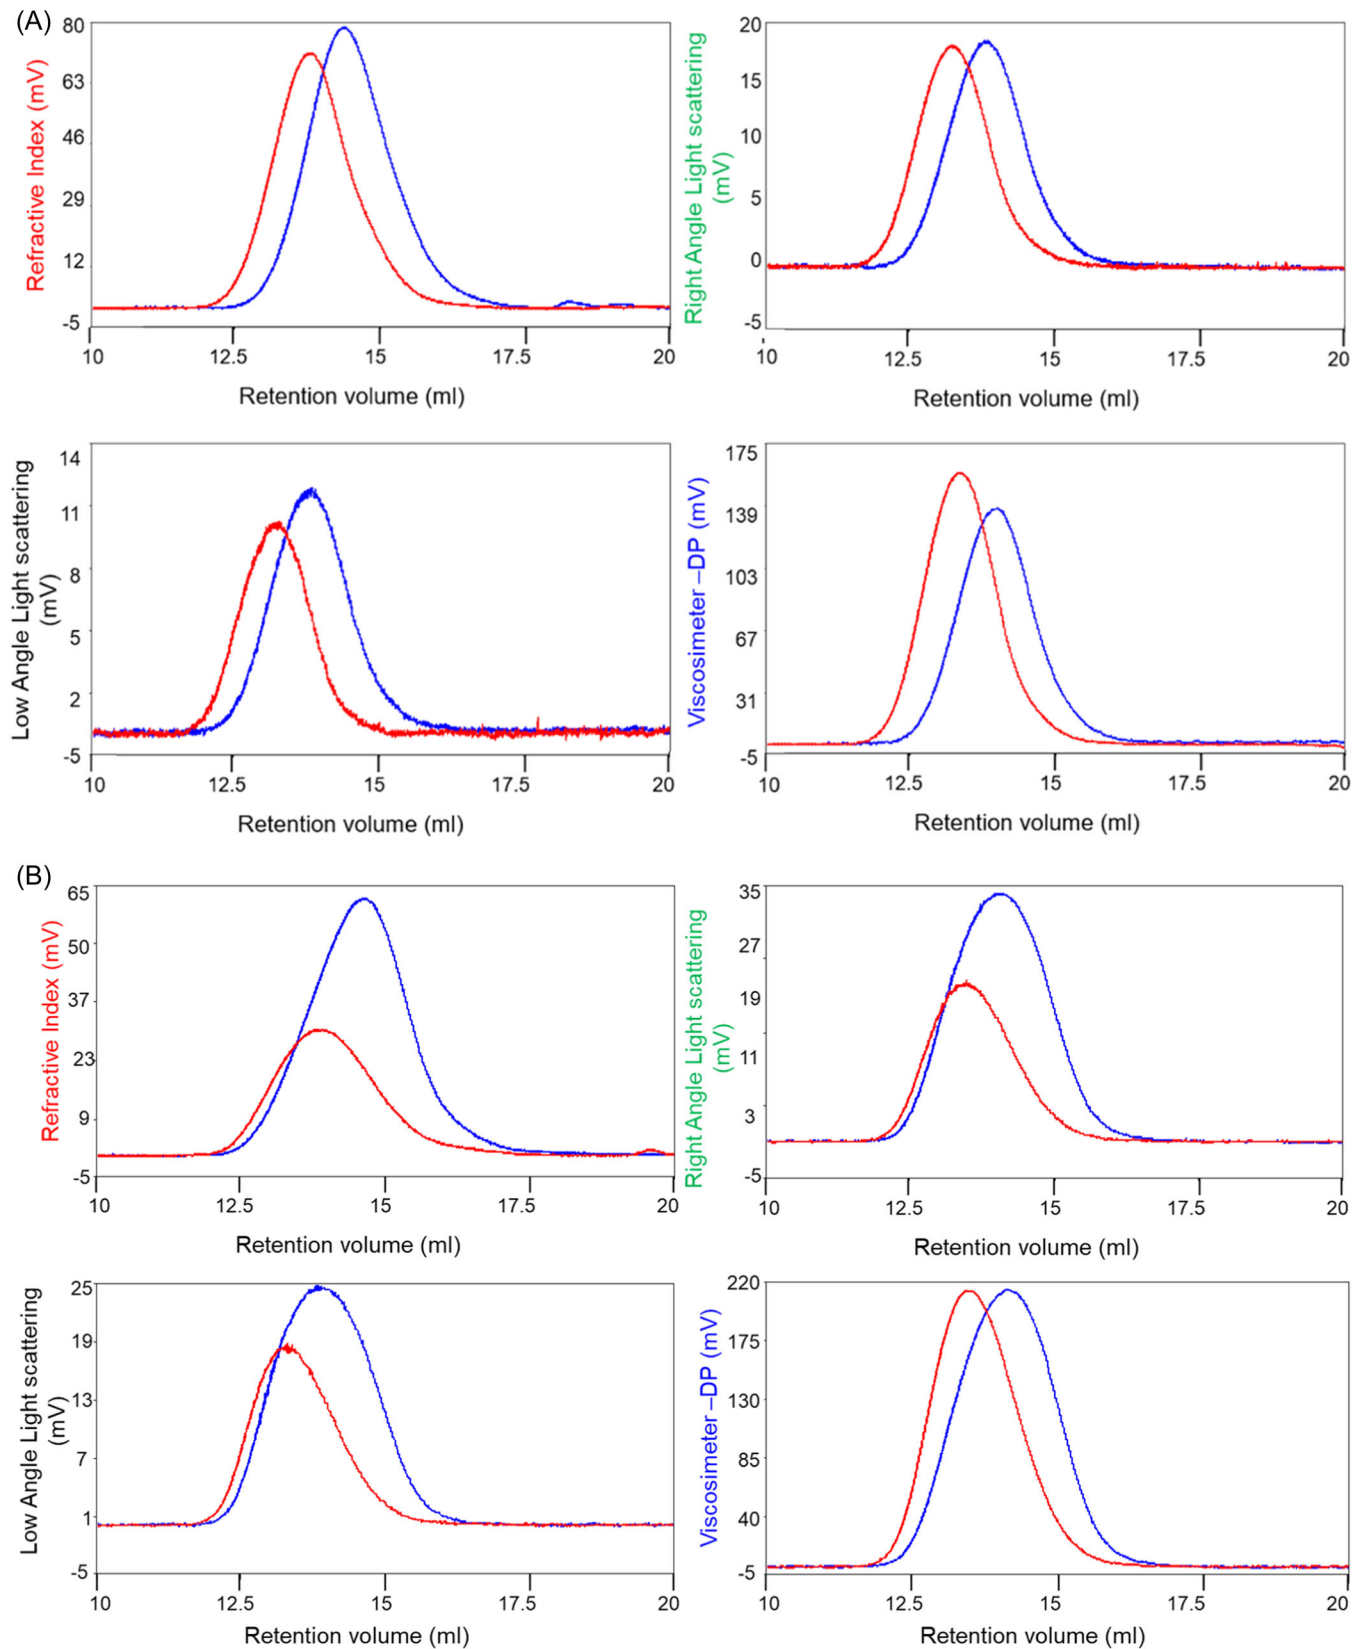 (A)
Refractive Index (mV)
80
63
46
29
12
-5
10 12.5 15 17.5 20
Retention volume (ml)
Right Angle Light scattering
(mV)
20
15
10
5
0
-5
10 12.5 15 17.5 20
Retention volume (ml)
Low Angle Light scattering
(mV)
14
11
8
5
2
-5
10 12.5 15 17.5 20
Retention volume (ml)
Viscosimeter –DP (mV)
175
139
103
67
31
-5
10 12.5 15 17.5 20
Retention volume (ml)
(B)
Refractive Index (mV)
65
50
37
23
9
-5
10 12.5 15 17.5 20
Retention volume (ml)
Right Angle Light scattering
(mV)
35
27
19
11
3
-5
10 12.5 15 17.5 20
Retention volume (ml)
Low Angle Light scattering
(mV)
25
19
13
7
1
-5
10 12.5 15 17.5 20
Retention volume (ml)
Viscosimeter –DP (mV)
220
175
130
85
40
-5
10 12.5 15 17.5 20
Retention volume (ml)